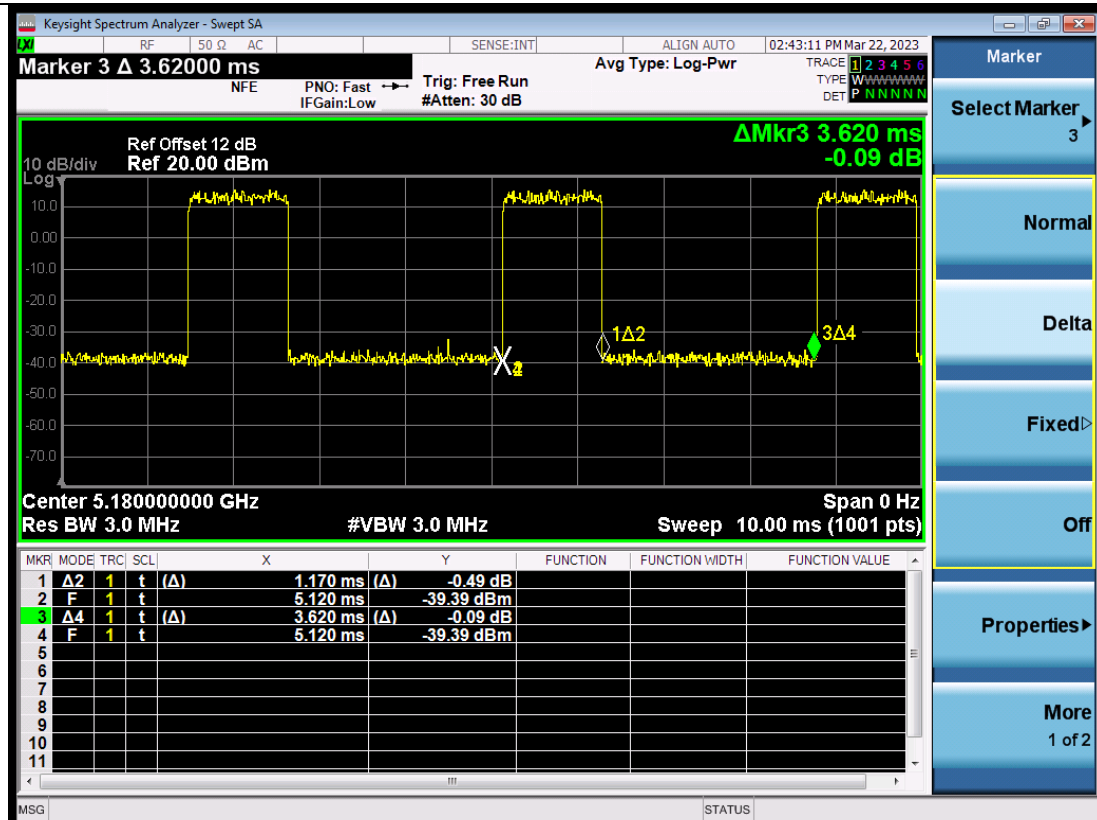 Keysight Spectrum Analyzer - Swept SA
LXI RF 50 Ω AC SENSE:INT ALIGN AUTO 02:43:11 PM Mar 22, 2023
Marker 3 Δ 3.62000 ms
NFE
PNO: Fast
IFGain:Low
Trig: Free Run
#Atten: 30 dB
Avg Type: Log-Pwr
TRACE 1 2 3 4 5 6
TYPE WWWWWW
DET P N N N N N
ΔMkr3 3.620 ms
-0.09 dB
Ref Offset 12 dB
10 dB/div Ref 20.00 dBm
Log
10.0
0.00
-10.0
-20.0
-30.0
-40.0
-50.0
-60.0
-70.0
1Δ2
3Δ4
Center 5.180000000 GHz Span 0 Hz
Res BW 3.0 MHz #VBW 3.0 MHz Sweep 10.00 ms (1001 pts)
MKR MODE TRC SCL X Y FUNCTION FUNCTION WIDTH FUNCTION VALUE
1 Δ2 1 t (Δ) 1.170 ms (Δ) -0.49 dB
2 F 1 t 5.120 ms -39.39 dBm
3 Δ4 1 t (Δ) 3.620 ms (Δ) -0.09 dB
4 F 1 t 5.120 ms -39.39 dBm
5
6
7
8
9
10
11
MSG STATUS
Marker
Select Marker
3
Normal
Delta
Fixed
Off
Properties
More
1 of 2